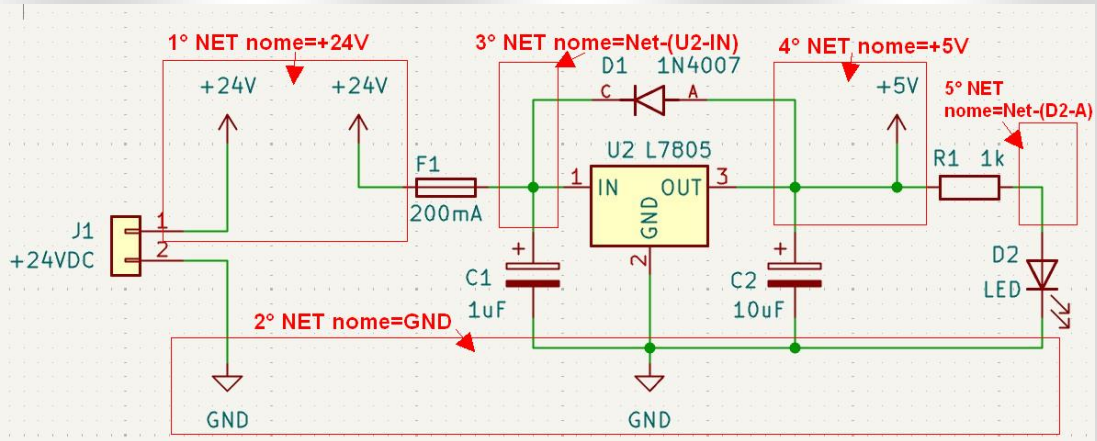 1° NET nome=+24V
3° NET nome=Net-(U2-IN)
4° NET nome=+5V
5° NET
nome=Net-(D2-A)
+24V
+24V
D1 1N4007
C A
+5V
F1
200mA
U2 L7805
1 IN OUT 3
GND
2
R1 1k
J1
+24VDC
1
2
+
C1
1uF
+
C2
10uF
D2
LED
2° NET nome=GND
GND
GND